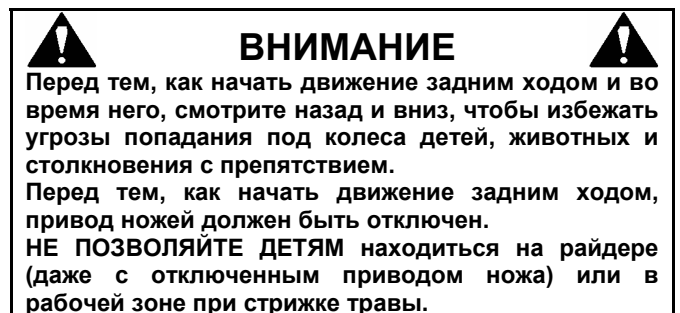 ВНИМАНИЕ
Перед тем, как начать движение задним ходом и во
время него, смотрите назад и вниз, чтобы избежать
угрозы попадания под колеса детей, животных и
столкновения с препятствием.
Перед тем, как начать движение задним ходом,
привод ножей должен быть отключен.
НЕ ПОЗВОЛЯЙТЕ ДЕТЯМ находиться на райдере
(даже с отключенным приводом ножа) или в
рабочей зоне при стрижке травы.